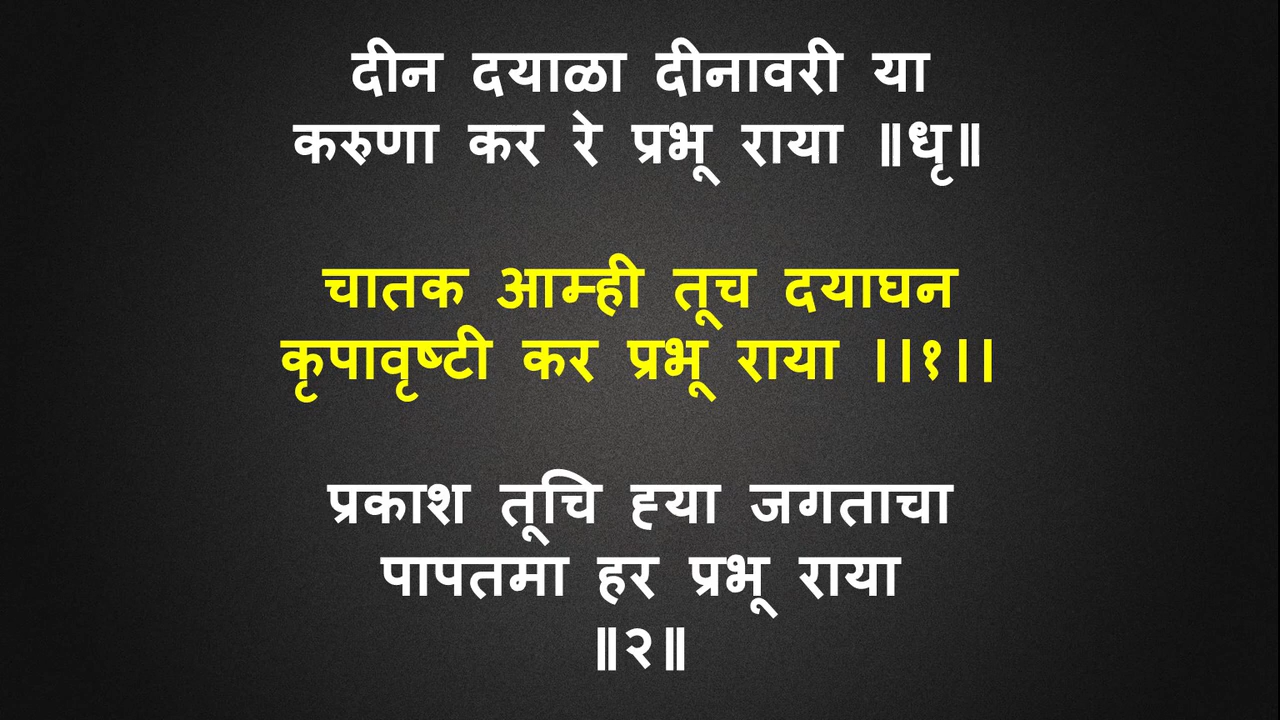 दीन दयाळा दीनावरी या
करुणा कर रे प्रभू राया ॥धृ॥
चातक आम्ही तूच दयाघन
कृपावृष्टी कर प्रभू राया ।।१।।
प्रकाश तूचि ह्या जगताचा
पापतमा हर प्रभू राया
॥२॥